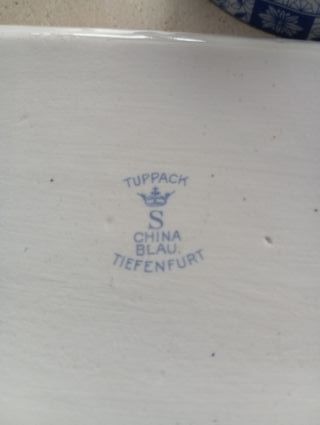 TUPPACK
S
CHINA
BLAU.
TIEFENFURT